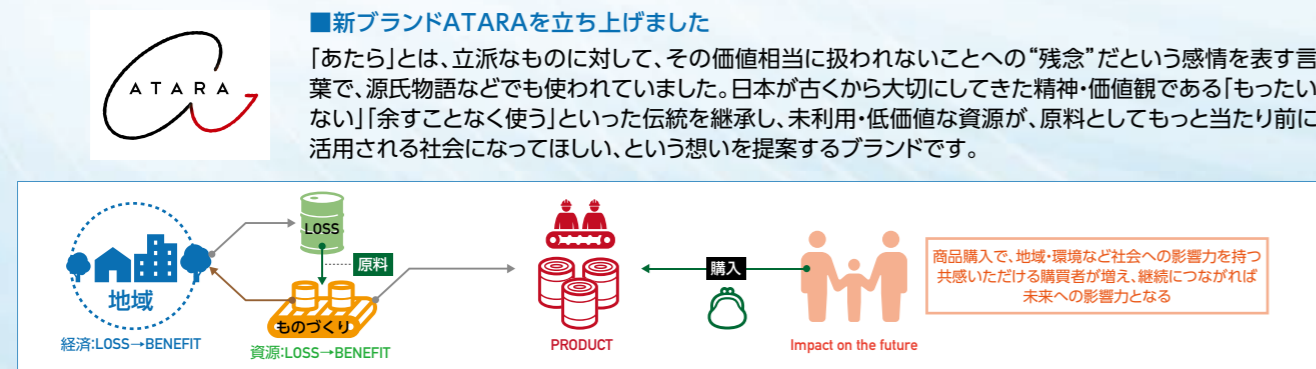 ATARA
■新ブランドATARAを立ち上げました
「あたら」とは、立派なものに対して、その価値相当に扱われないことへの“残念”だという感情を表す言
葉で、源氏物語などでも使われていました。日本が古くから大切にしてきた精神・価値観である「もったい
ない」「余すことなく使う」といった伝統を継承し、未利用・低価値な資源が、原料としてもっと当たり前に
活用される社会になってほしい、という想いを提案するブランドです。
地域
経済:LOSS→BENEFIT
LOSS
原料
ものづくり
資源:LOSS→BENEFIT
PRODUCT
購入
Impact on the future
商品購入で、地域・環境など社会への影響力を持つ
共感いただける購買者が増え、継続につながれば
未来への影響力となる